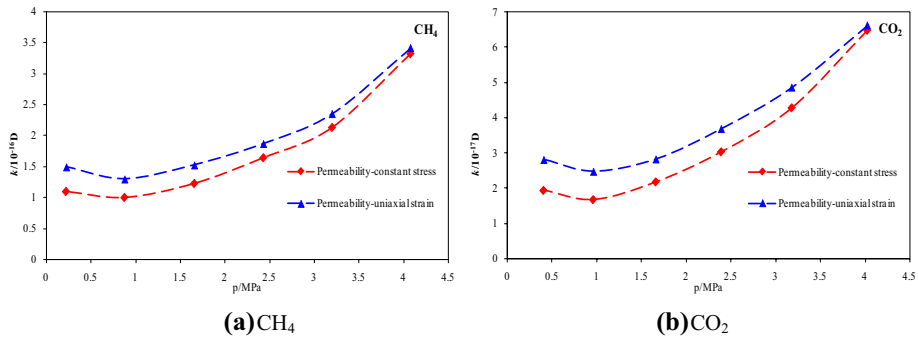 CH4
4
3.5
3
2.5
2
1.5
1
0.5
0
k/10-16D
Permeability-constant stress
Permeability-uniaxial strain
0 0.5 1 1.5 2 2.5 3 3.5 4 4.5
p/MPa
(a)CH4
CO2
7
6
5
4
3
2
1
0
k/10-17D
Permeability-constant stress
Permeability-uniaxial strain
0 0.5 1 1.5 2 2.5 3 3.5 4 4.5
p/MPa
(b)CO2